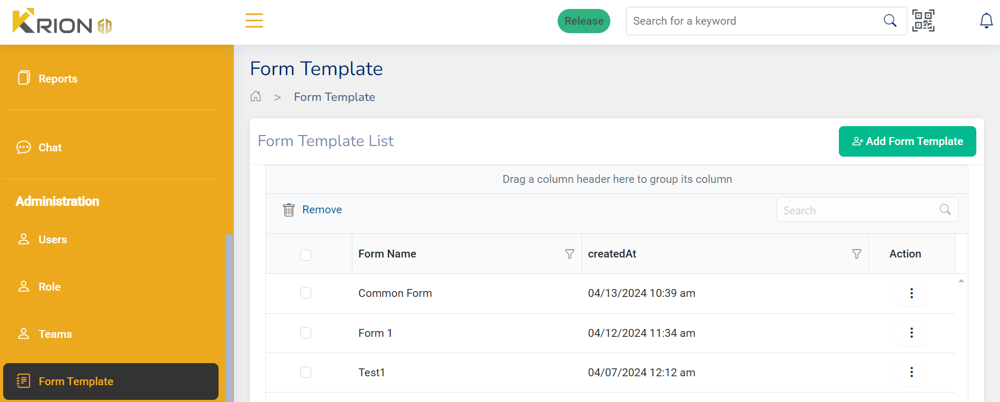 KRION 6D
Release
Search for a keyword
Reports
Chat
Administration
Users
Role
Teams
Form Template
Form Template
> Form Template
Form Template List
Add Form Template
Drag a column header here to group its column
Remove
Search
Form Name createdAt Action
Common Form 04/13/2024 10:39 am
Form 1 04/12/2024 11:34 am
Test1 04/07/2024 12:12 am